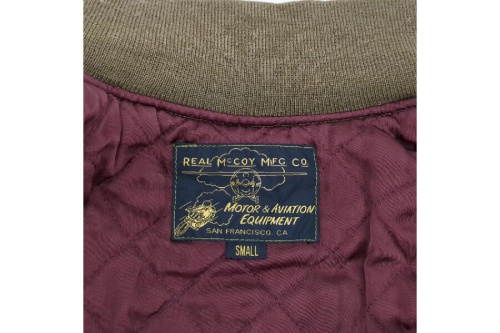 REAL McCOY MFG. CO.
MOTOR & AVIATION
EQUIPMENT
SAN FRANCISCO, CA
SMALL